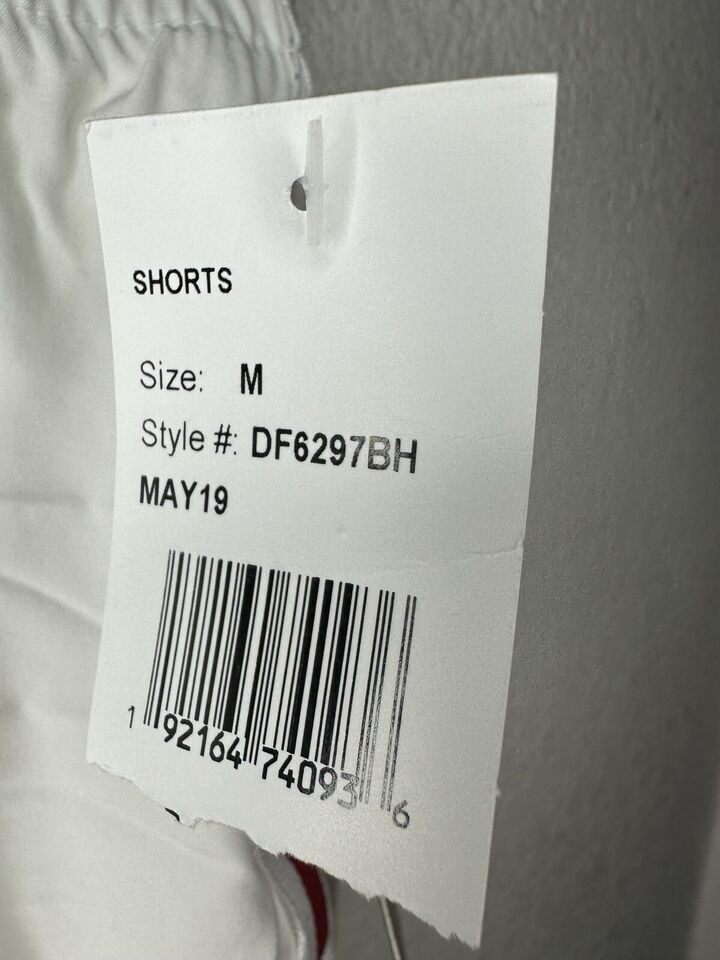 SHORTS
Size: M
Style #: DF6297BH
MAY19
1 92164 74093 6